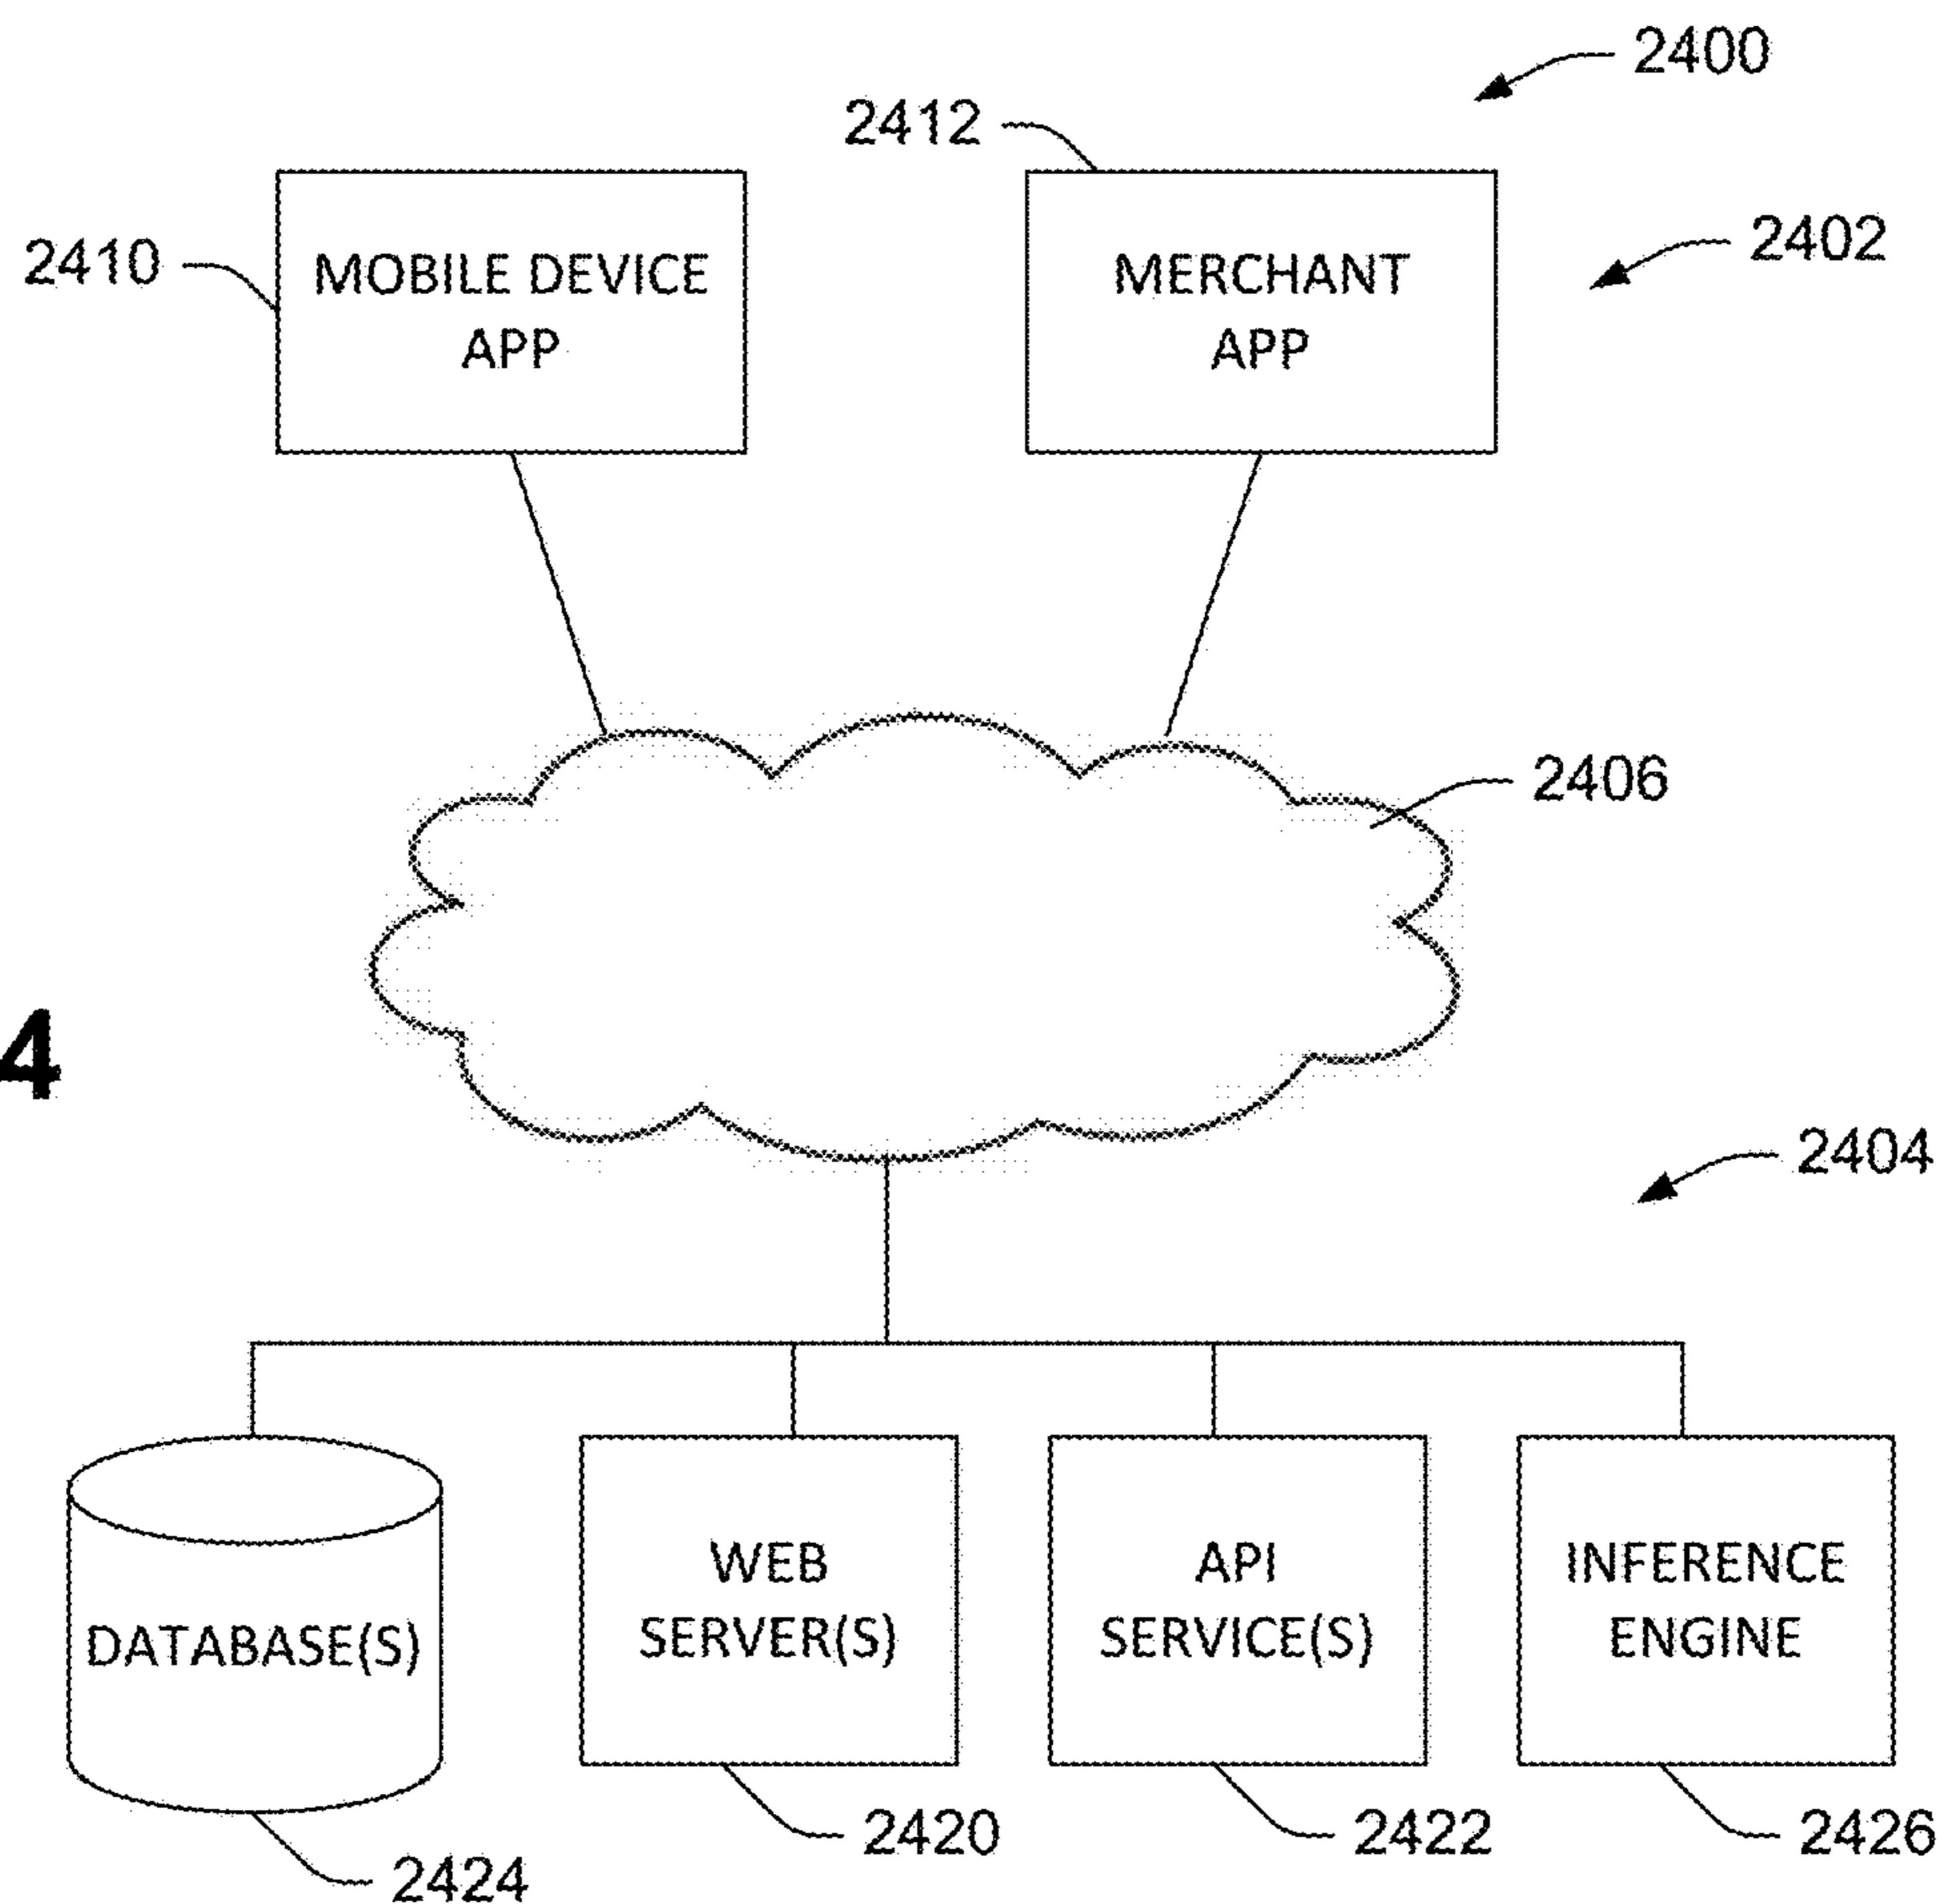 2400
2412
2410
MOBILE DEVICE
APP
MERCHANT
APP
2402
2406
4
2404
DATABASE(S)
WEB
SERVER(S)
API
SERVICE(S)
INFERENCE
ENGINE
2424
2420
2422
2426